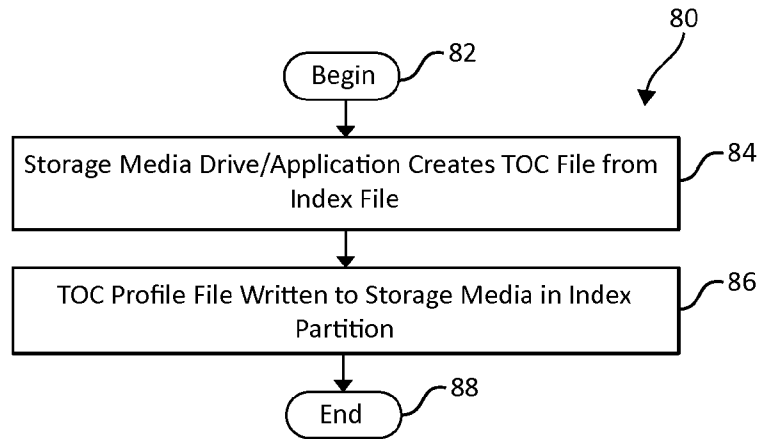 80
Begin
82
Storage Media Drive/Application Creates TOC File from
Index File
84
TOC Profile File Written to Storage Media in Index
Partition
86
End
88